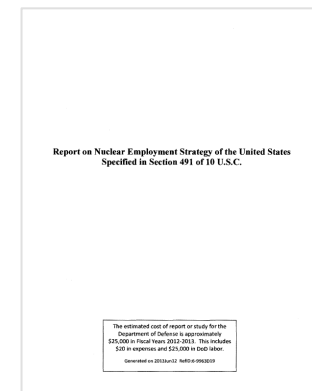 Report on Nuclear Employment Strategy of the United States
Specified in Section 491 of 10 U.S.C.
The estimated cost of report or study for the
Department of Defense is approximately
$25,000 in Fiscal Years 2012-2013. This includes
$20 in expenses and $25,000 in DoD labor.
Generated on 2013Jun12 RefID: